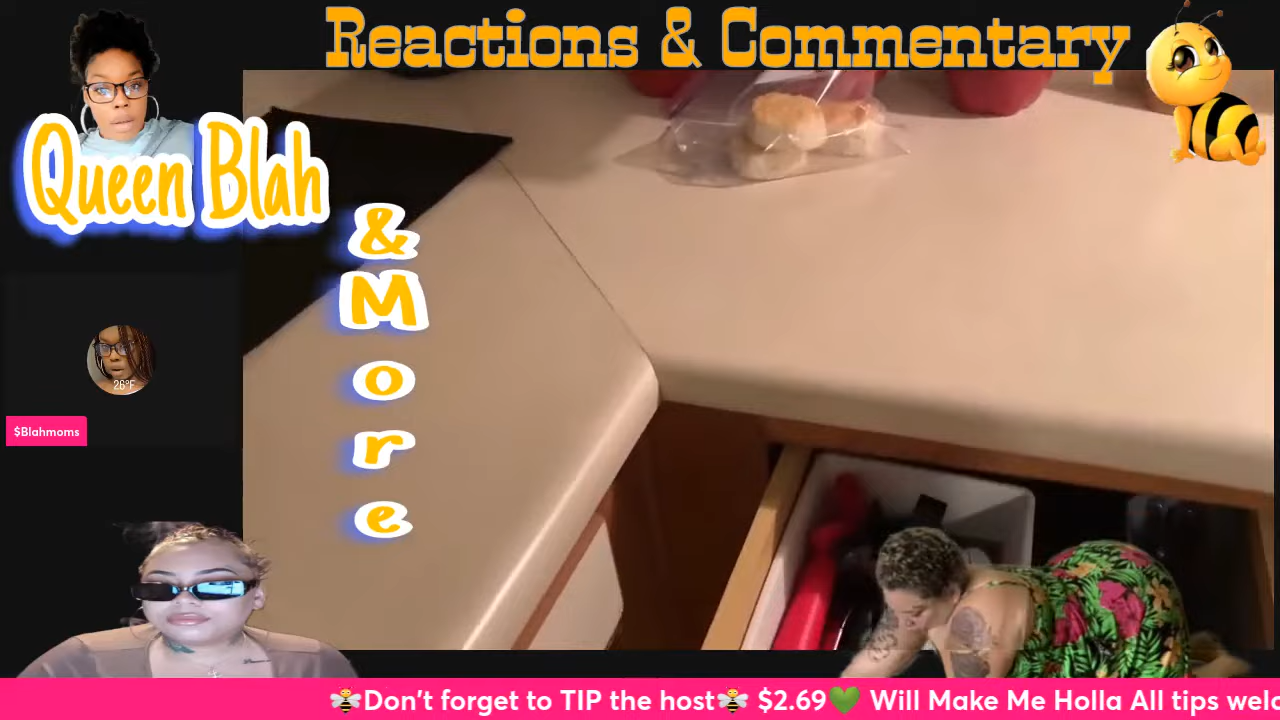 Reactions & Commentary
Queen Blah
&
M
o
r
e
26°F
$Blahmoms
🐝Don't forget to TIP the host🐝 $2.69💚 Will Make Me Holla All tips welc